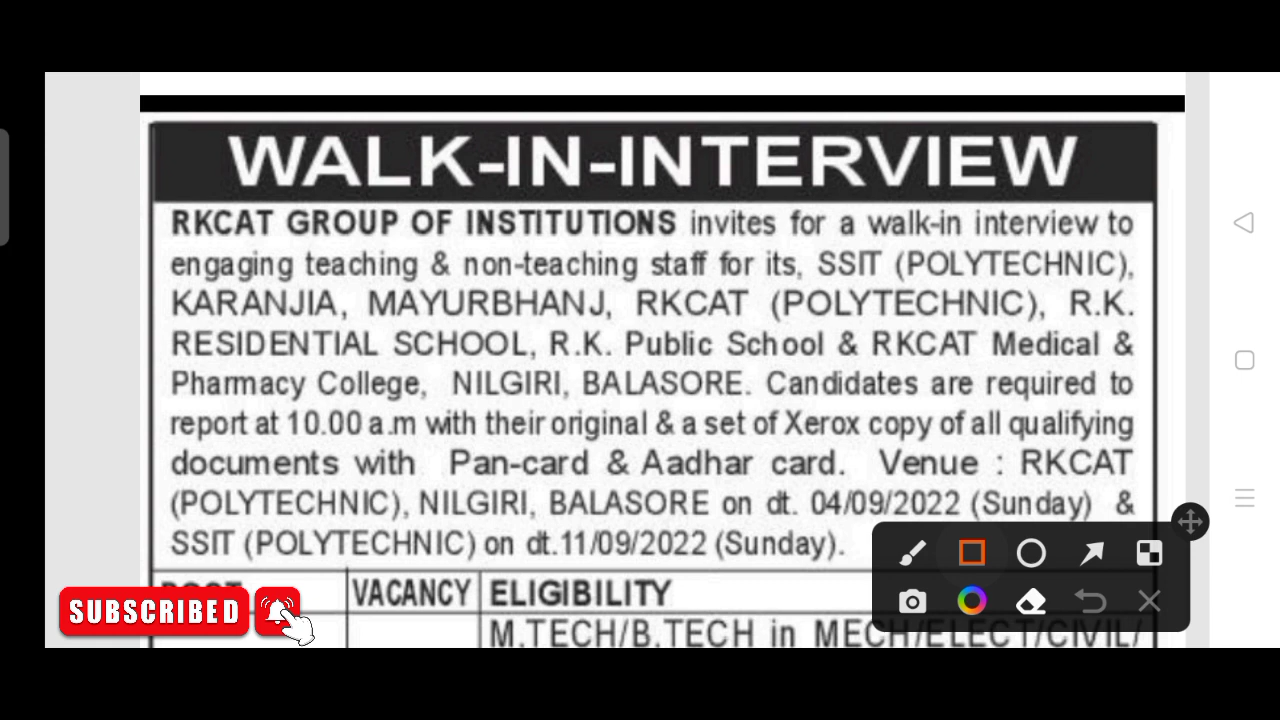 WALK-IN-INTERVIEW
RKCAT GROUP OF INSTITUTIONS invites for a walk-in interview to
engaging teaching & non-teaching staff for its, SSIT (POLYTECHNIC),
KARANJIA, MAYURBHANJ, RKCAT (POLYTECHNIC), R.K.
RESIDENTIAL SCHOOL, R.K. Public School & RKCAT Medical &
Pharmacy College, NILGIRI, BALASORE. Candidates are required to
report at 10.00 a.m with their original & a set of Xerox copy of all qualifying
documents with Pan-card & Aadhar card. Venue : RKCAT
(POLYTECHNIC), NILGIRI, BALASORE on dt. 04/09/2022 (Sunday) &
SSIT (POLYTECHNIC) on dt.11/09/2022 (Sunday).
VACANCY ELIGIBILITY
M.TECH/B.TECH in MECH/ELECT/CIVIL/
SUBSCRIBED